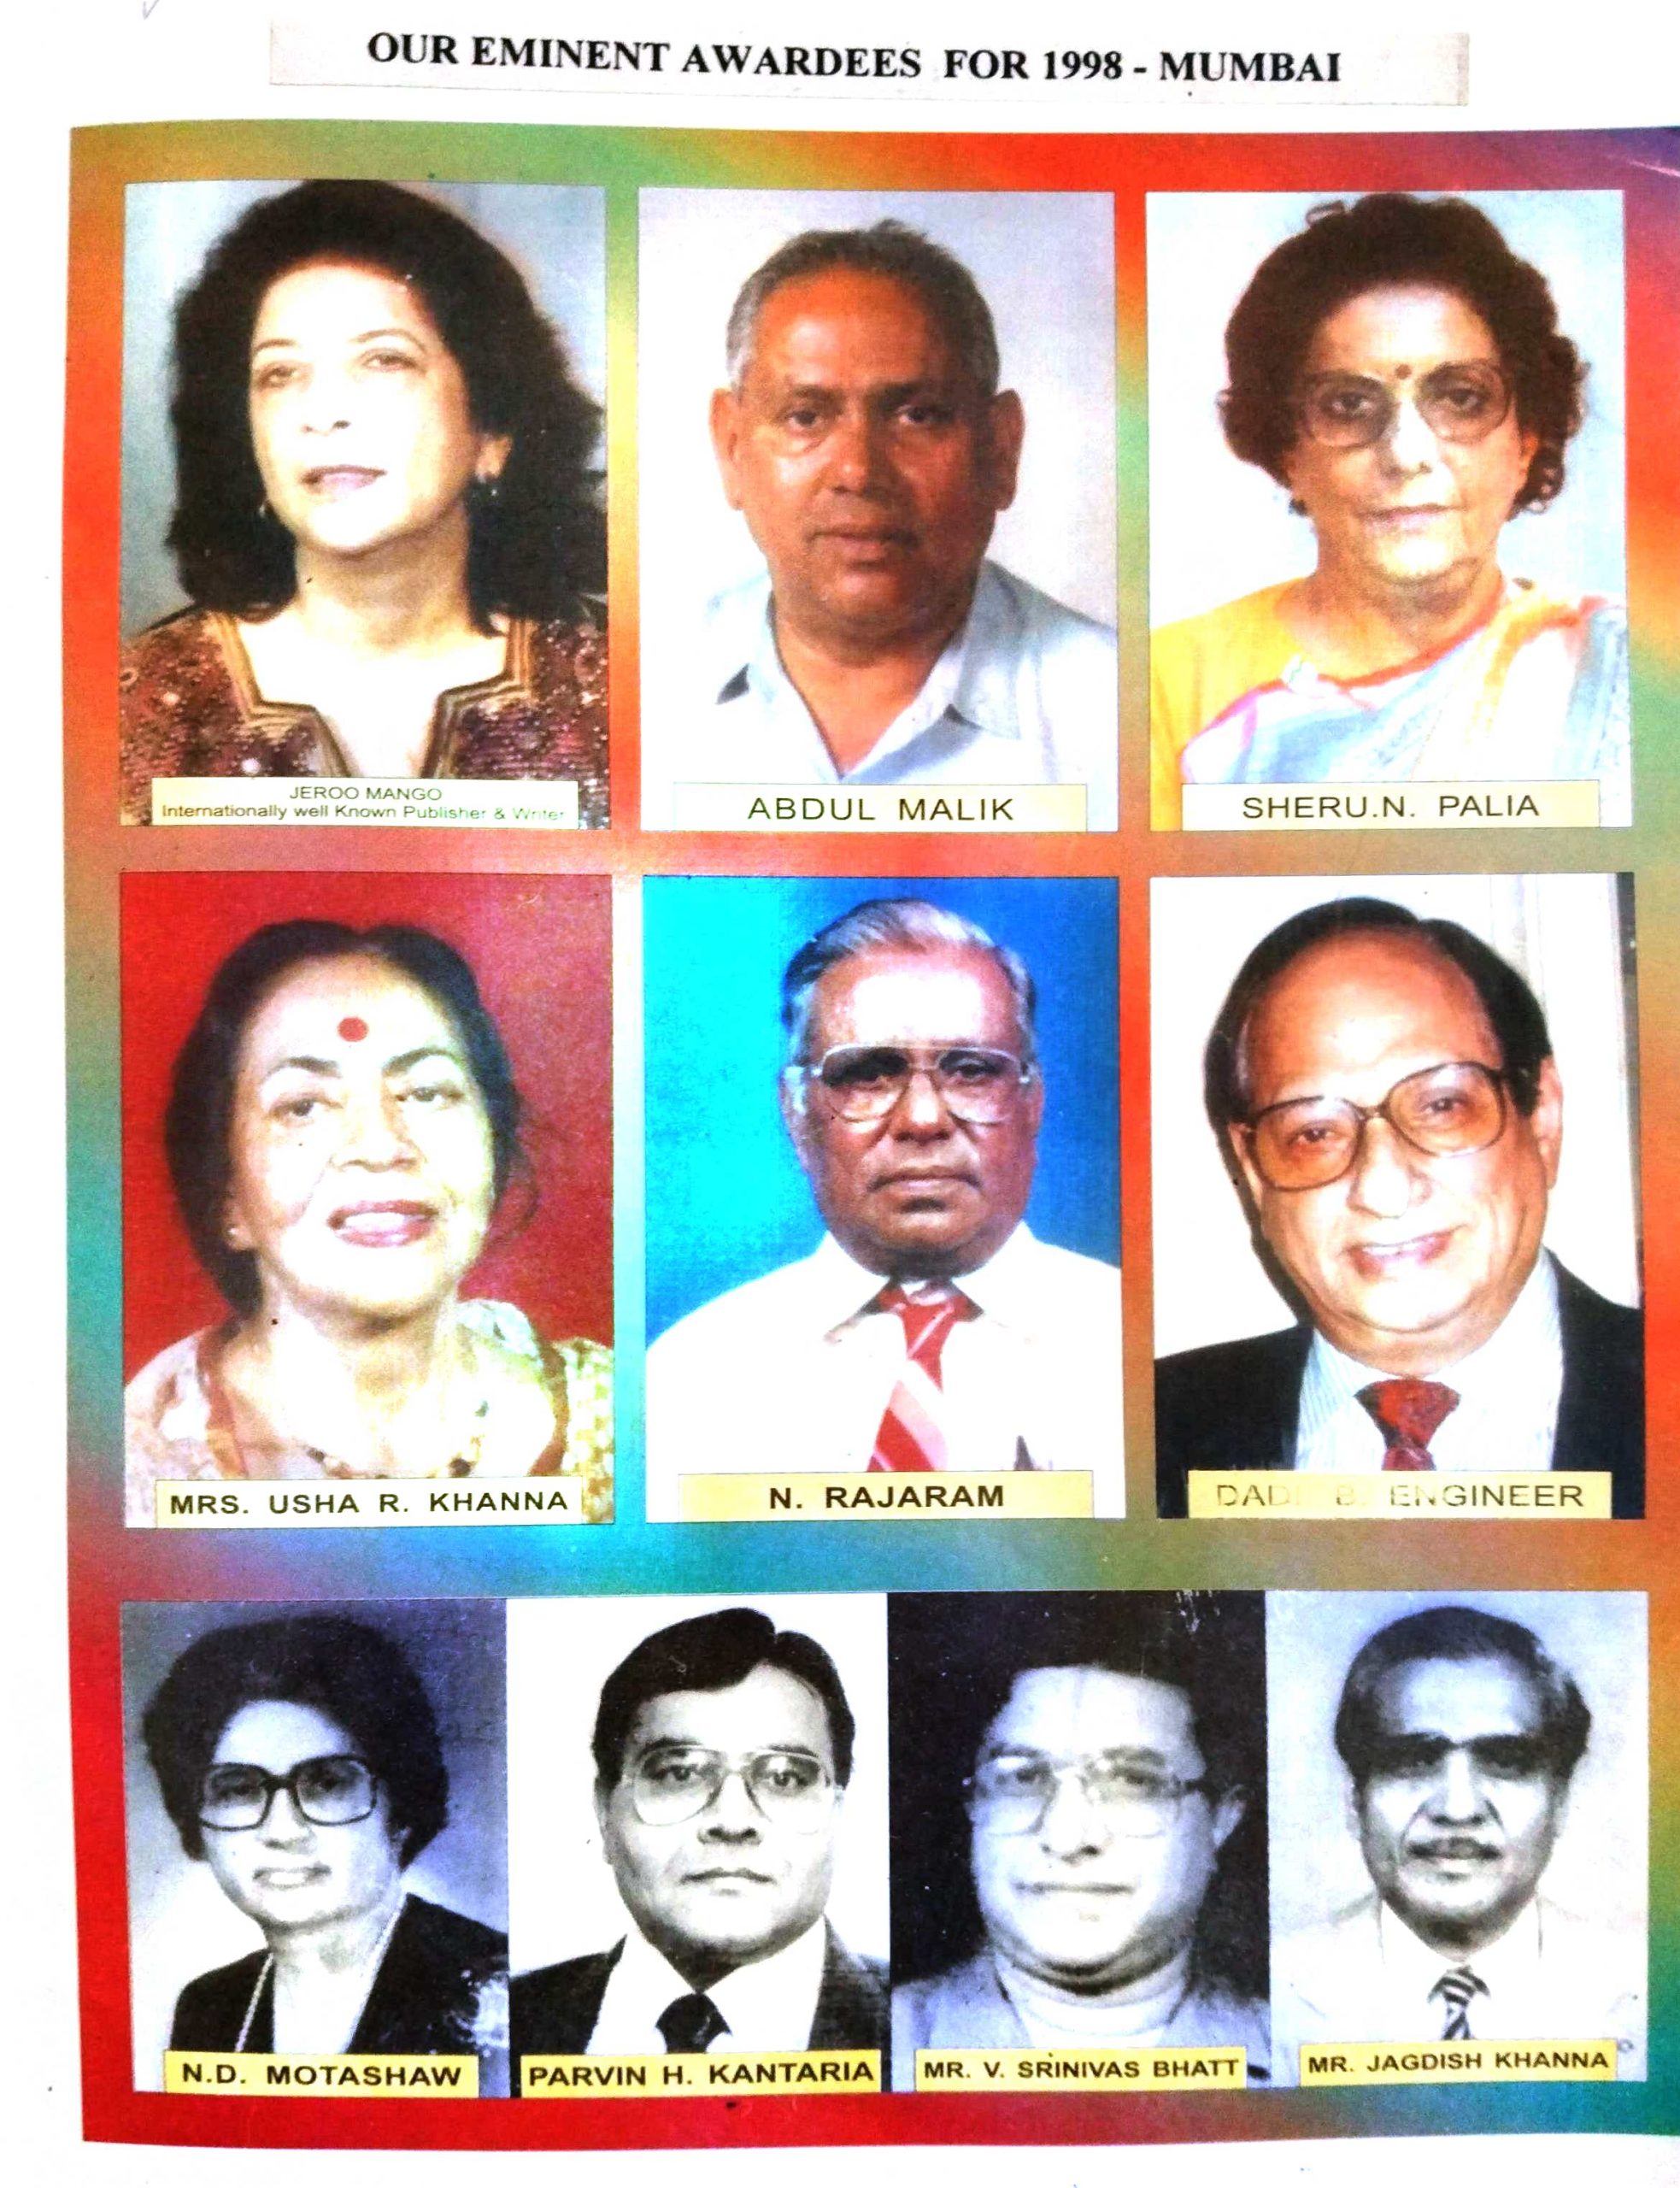 OUR EMINENT AWARDEES FOR 1998 - MUMBAI
JEROO MANGO
Internationally well Known Publisher & Writer
ABDUL MALIK
SHERU.N. PALIA
MRS. USHA R. KHANNA
N. RAJARAM
DADI B. ENGINEER
N.D. MOTASHAW
PARVIN H. KANTARIA
MR. V. SRINIVAS BHATT
MR. JAGDISH KHANNA